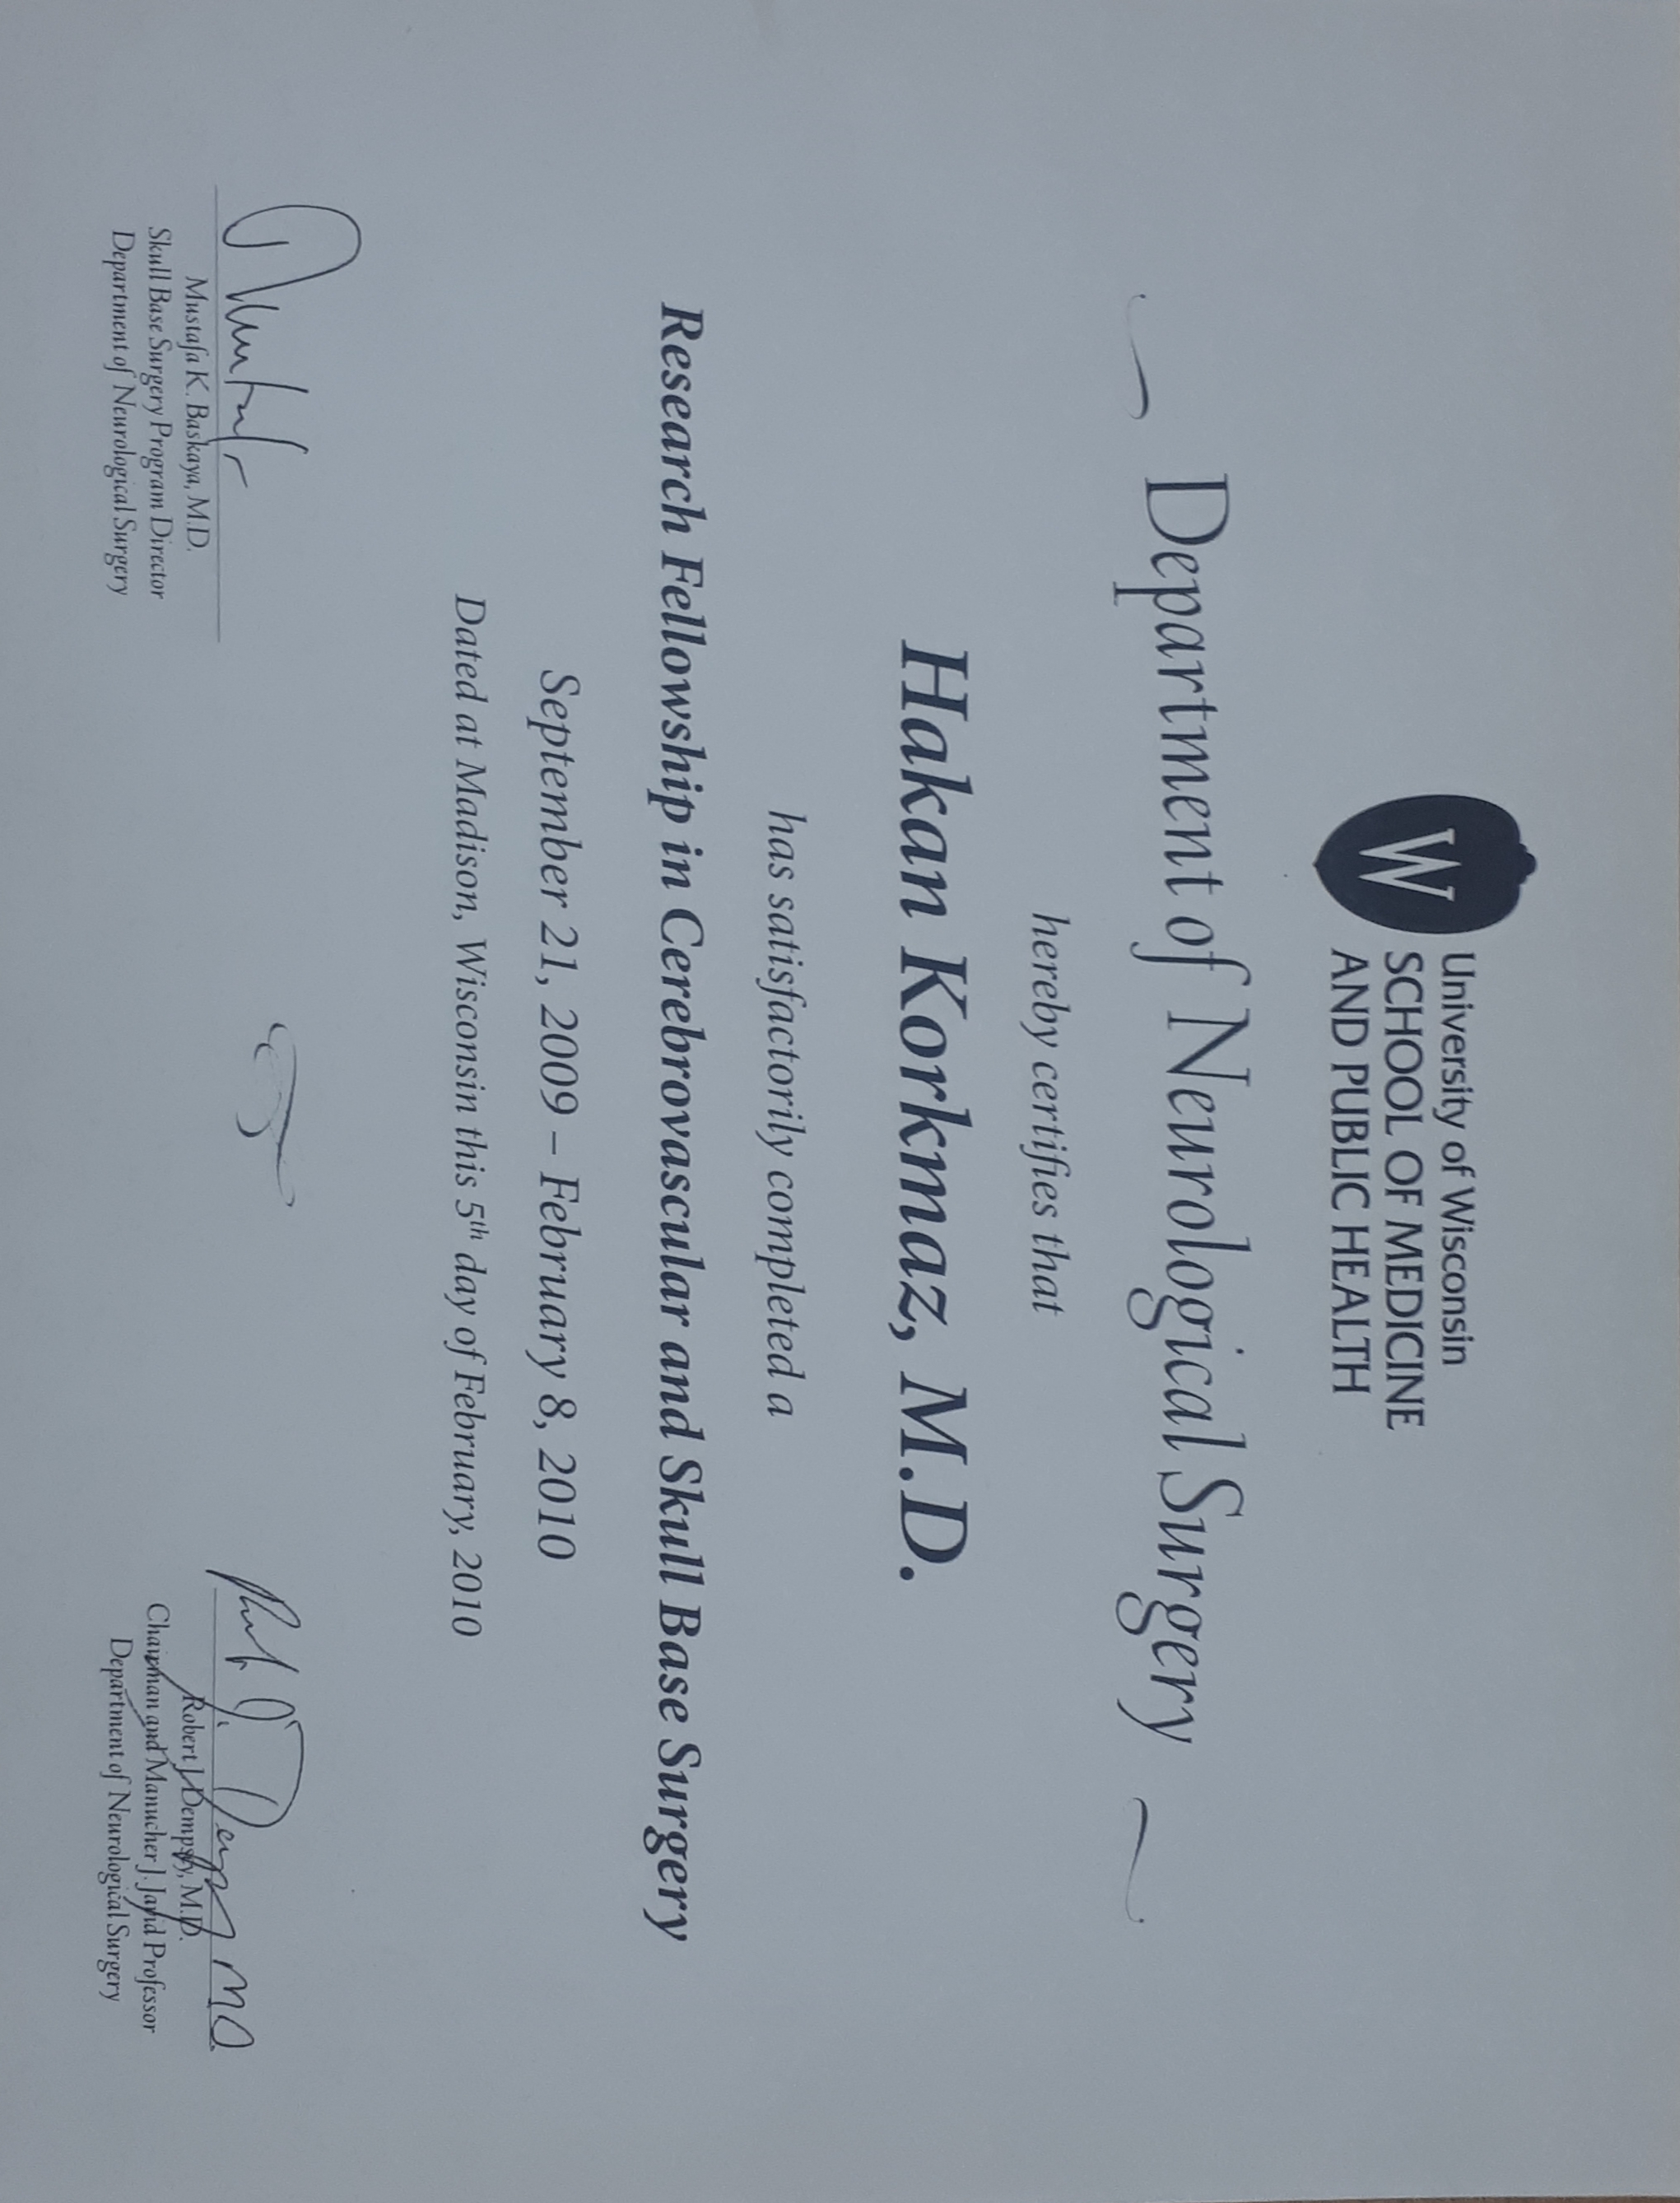 W
University of Wisconsin
SCHOOL OF MEDICINE
AND PUBLIC HEALTH
Department of Neurological Surgery
hereby certifies that
Hakan Korkmaz, M.D.
has satisfactorily completed a
Research Fellowship in Cerebrovascular and Skull Base Surgery
September 21, 2009 – February 8, 2010
Dated at Madison, Wisconsin this 5th day of February, 2010
Mustafa K. Baskaya, M.D.
Skull Base Surgery Program Director
Department of Neurological Surgery
Robert J. Dempsey, M.D.
Chairman and Manucher J. Javid Professor
Department of Neurological Surgery